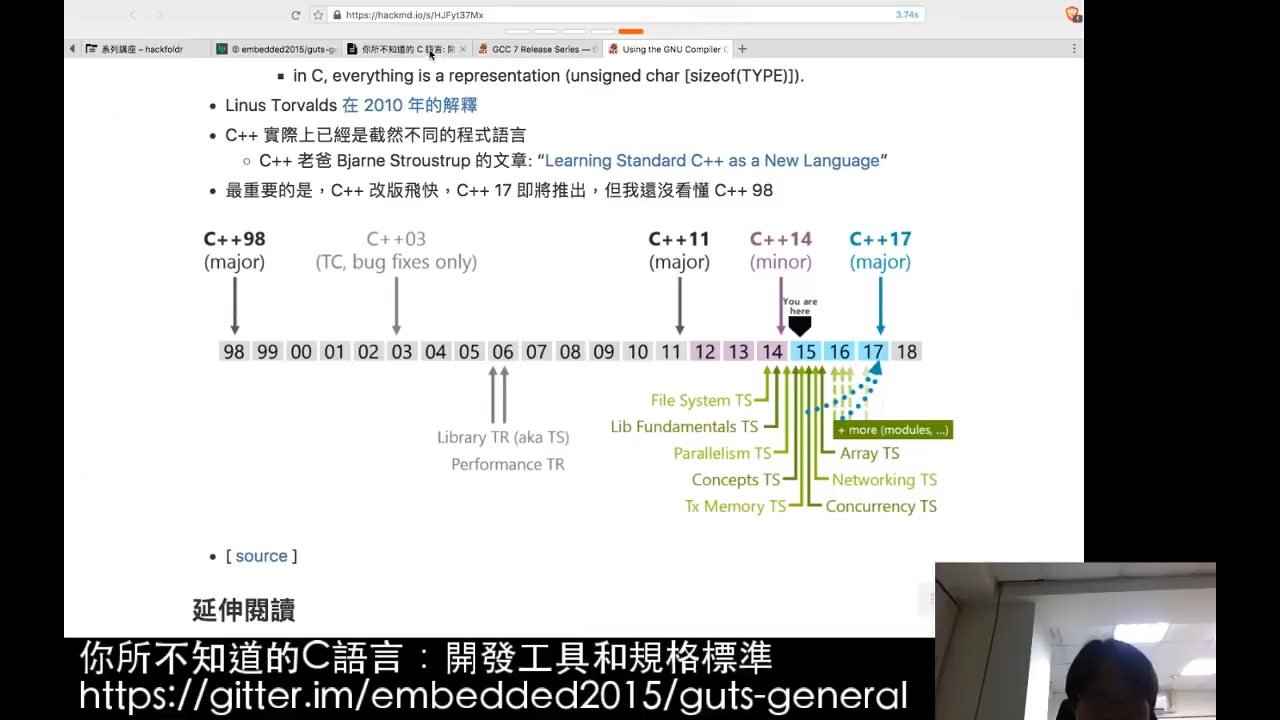 https://hackmd.io/s/HJFyt37Mx
3.74s
系列講座 – hackfoldr
embedded2015/guts-g
你所不知道的 C 語言: 開
GCC 7 Release Series —
Using the GNU Compiler C
in C, everything is a representation (unsigned char [sizeof(TYPE)]).
Linus Torvalds 在 2010 年的解釋
C++ 實際上已經是截然不同的程式語言
C++ 老爸 Bjarne Stroustrup 的文章: “Learning Standard C++ as a New Language”
最重要的是，C++ 改版飛快，C++ 17 即將推出，但我還沒看懂 C++ 98
C++98 C++03 C++11 C++14 C++17
(major) (TC, bug fixes only) (major) (minor) (major)
You are
here
98 99 00 01 02 03 04 05 06 07 08 09 10 11 12 13 14 15 16 17 18
File System TS
Lib Fundamentals TS + more (modules, ...)
Library TR (aka TS)
Parallelism TS Array TS
Performance TR
Concepts TS Networking TS
Tx Memory TS Concurrency TS
[ source ]
延伸閱讀
你所不知道的C語言：開發工具和規格標準
https://gitter.im/embedded2015/guts-general